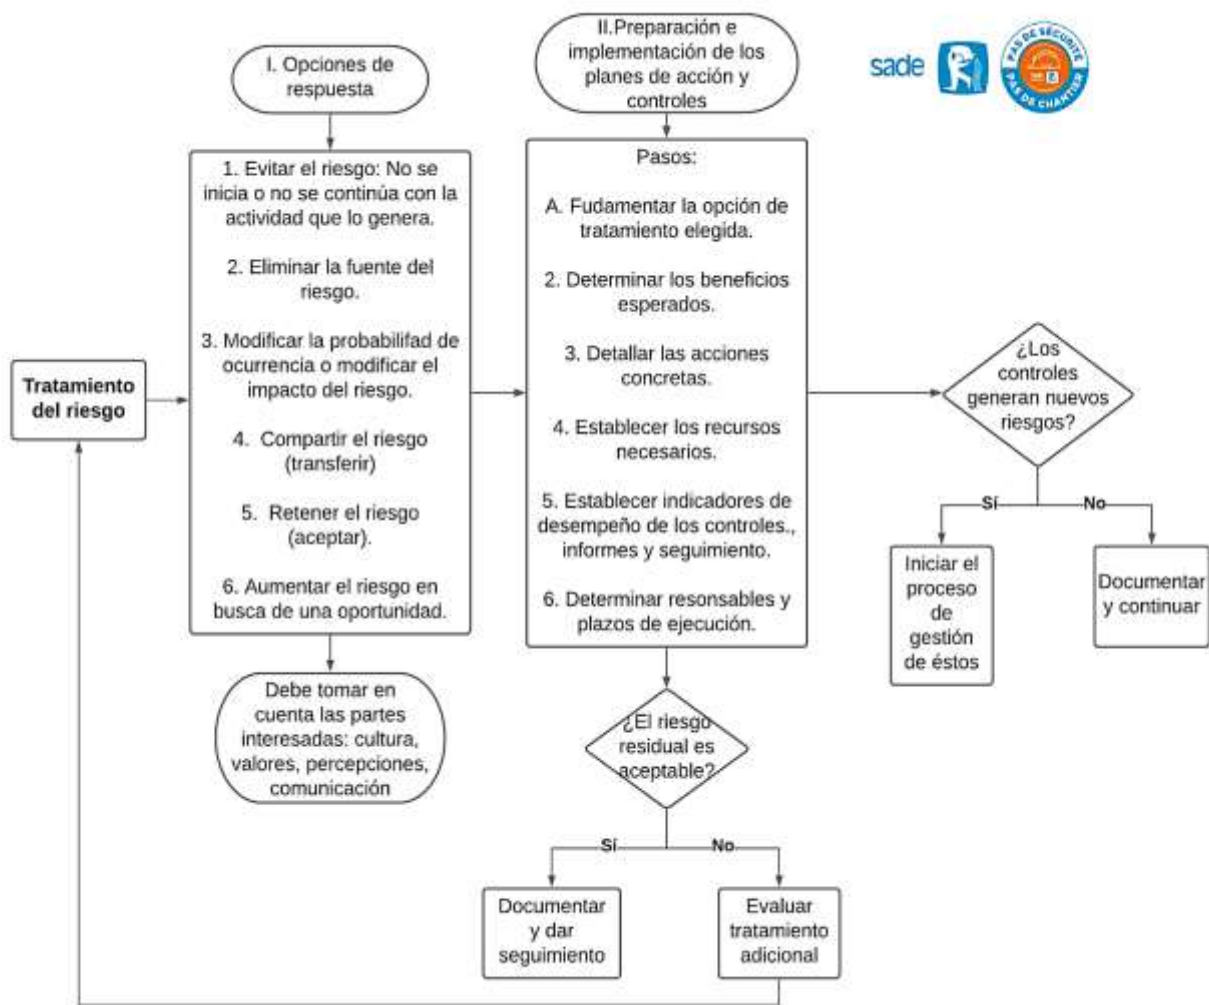 I. Opciones de
respuesta
II.Preparación e
implementación de los
planes de acción y
controles
sade
PAS DE SÉCURITÉ
PAS DE CHANTIER
Tratamiento
del riesgo
1. Evitar el riesgo: No se
inicia o no se continúa con la
actividad que lo genera.
2. Eliminar la fuente del
riesgo.
3. Modificar la probabilifad de
ocurrencia o modificar el
impacto del riesgo.
4. Compartir el riesgo
(transferir)
5. Retener el riesgo
(aceptar).
6. Aumentar el riesgo en
busca de una oportunidad.
Debe tomar en
cuenta las partes
interesadas: cultura,
valores, percepciones,
comunicación
Pasos:
A. Fudamentar la opción de
tratamiento elegida.
2. Determinar los beneficios
esperados.
3. Detallar las acciones
concretas.
4. Establecer los recursos
necesarios.
5. Establecer indicadores de
desempeño de los controles.,
informes y seguimiento.
6. Determinar resonsables y
plazos de ejecución.
¿El riesgo
residual es
aceptable?
Sí
No
Documentar
y dar
seguimiento
Evaluar
tratamiento
adicional
¿Los
controles
generan nuevos
riesgos?
Sí
No
Iniciar el
proceso
de
gestión
de éstos
Documentar
y continuar